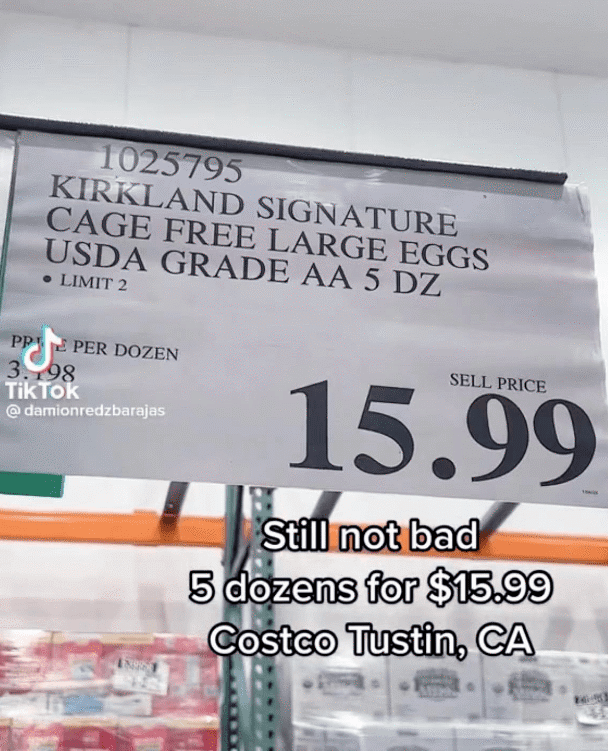 1025795
KIRKLAND SIGNATURE
CAGE FREE LARGE EGGS
USDA GRADE AA 5 DZ
• LIMIT 2
PER DOZEN
TikTok
@damionredzbarajas
SELL PRICE
15.99
Still not bad
5 dozens for $15.99
Costco Tustin, CA